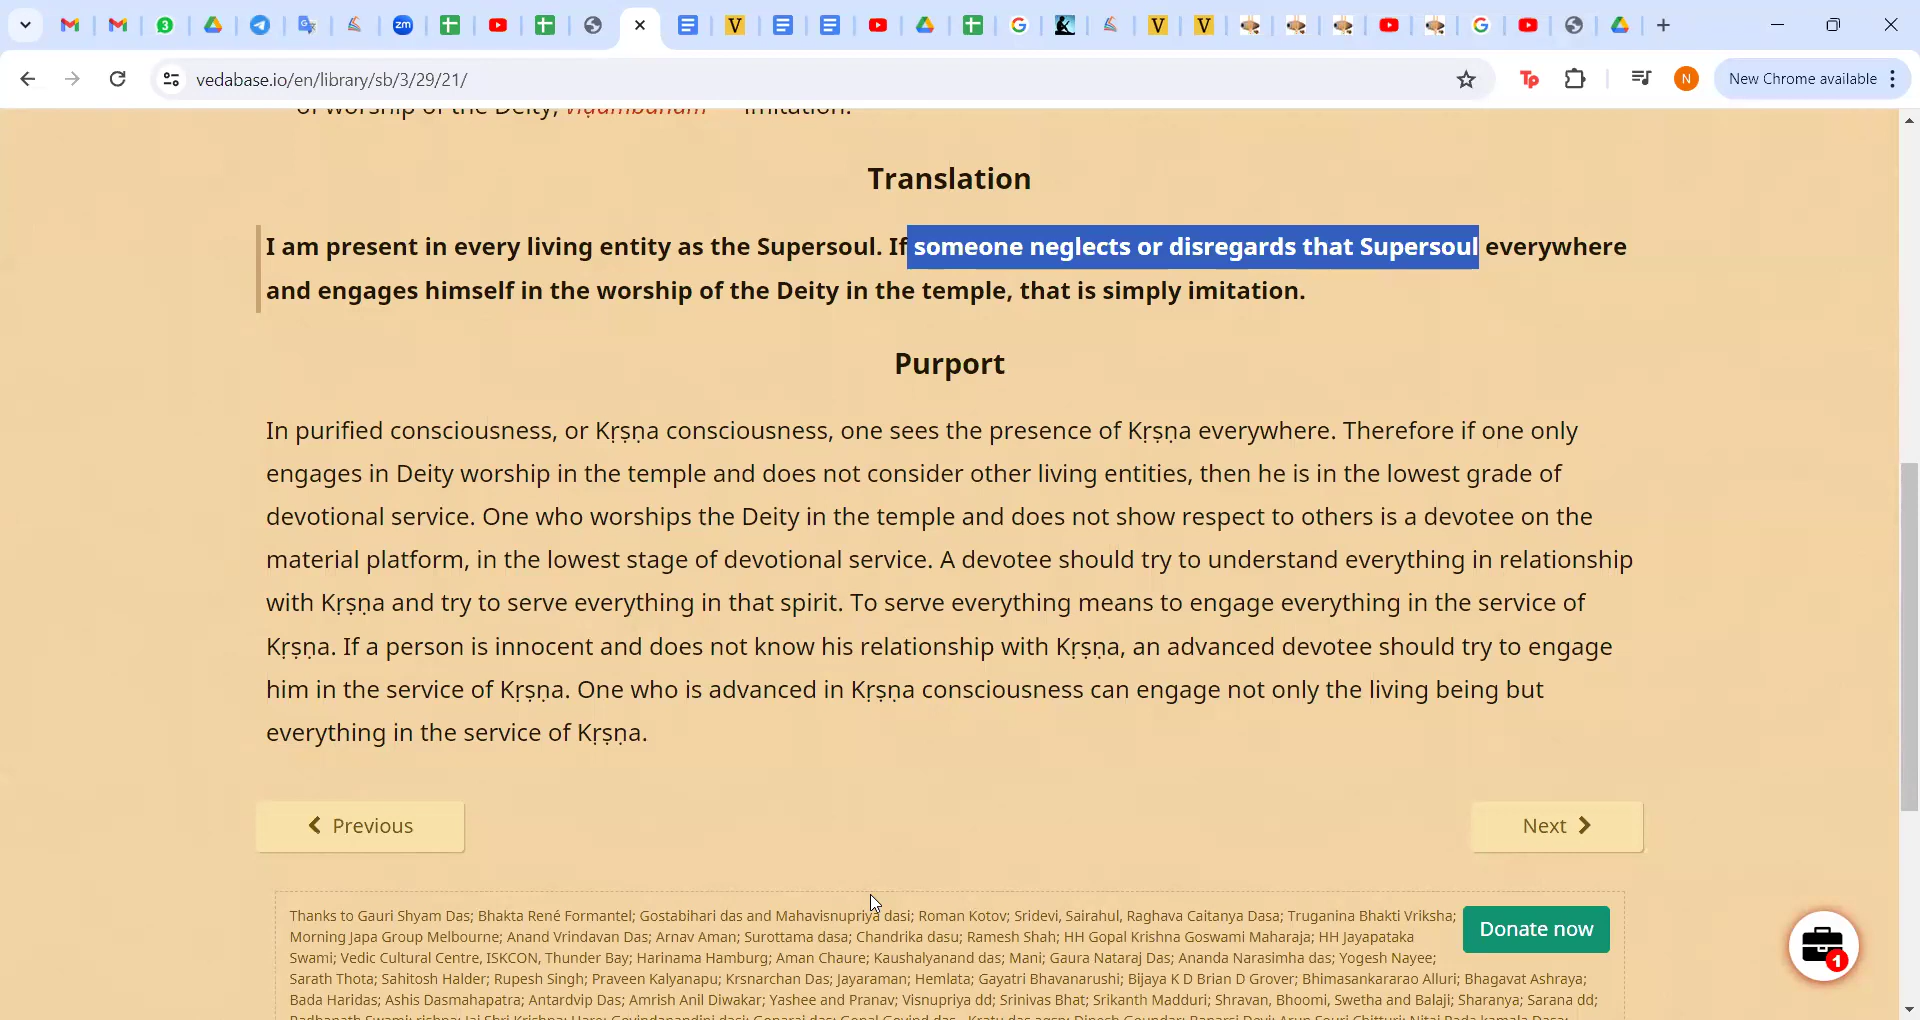 3
zm
vedabase.io/en/library/sb/3/29/21/
Tp
N
New Chrome available
of worship of the Deity; viḍambanam — imitation.
Translation
I am present in every living entity as the Supersoul. If someone neglects or disregards that Supersoul everywhere
and engages himself in the worship of the Deity in the temple, that is simply imitation.
Purport
In purified consciousness, or Kṛṣṇa consciousness, one sees the presence of Kṛṣṇa everywhere. Therefore if one only
engages in Deity worship in the temple and does not consider other living entities, then he is in the lowest grade of
devotional service. One who worships the Deity in the temple and does not show respect to others is a devotee on the
material platform, in the lowest stage of devotional service. A devotee should try to understand everything in relationship
with Kṛṣṇa and try to serve everything in that spirit. To serve everything means to engage everything in the service of
Kṛṣṇa. If a person is innocent and does not know his relationship with Kṛṣṇa, an advanced devotee should try to engage
him in the service of Kṛṣṇa. One who is advanced in Kṛṣṇa consciousness can engage not only the living being but
everything in the service of Kṛṣṇa.
Previous
Next
Thanks to Gauri Shyam Das; Bhakta René Formantel; Gostabihari das and Mahavisnupriya dasi; Roman Kotov; Sridevi, Sairahul, Raghava Caitanya Dasa; Truganina Bhakti Vriksha;
Morning Japa Group Melbourne; Anand Vrindavan Das; Arnav Aman; Surottama dasa; Chandrika dasu; Ramesh Shah; HH Gopal Krishna Goswami Maharaja; HH Jayapataka
Swami; Vedic Cultural Centre, ISKCON, Thunder Bay; Harinama Hamburg; Aman Chaure; Kaushalyanand das; Mani; Gaura Nataraj Das; Ananda Narasimha das; Yogesh Nayee;
Sarath Thota; Sahitosh Halder; Rupesh Singh; Praveen Kalyanapu; Krsnarchan Das; Jayaraman; Hemlata; Gayatri Bhavanarushi; Bijaya K D Brian D Grover; Bhimasankararao Alluri; Bhagavat Ashraya;
Bada Haridas; Ashis Dasmahapatra; Antardvip Das; Amrish Anil Diwakar; Yashee and Pranav; Visnupriya dd; Srinivas Bhat; Srikanth Madduri; Shravan, Bhoomi, Swetha and Balaji; Sharanya; Sarana dd;
Donate now
1